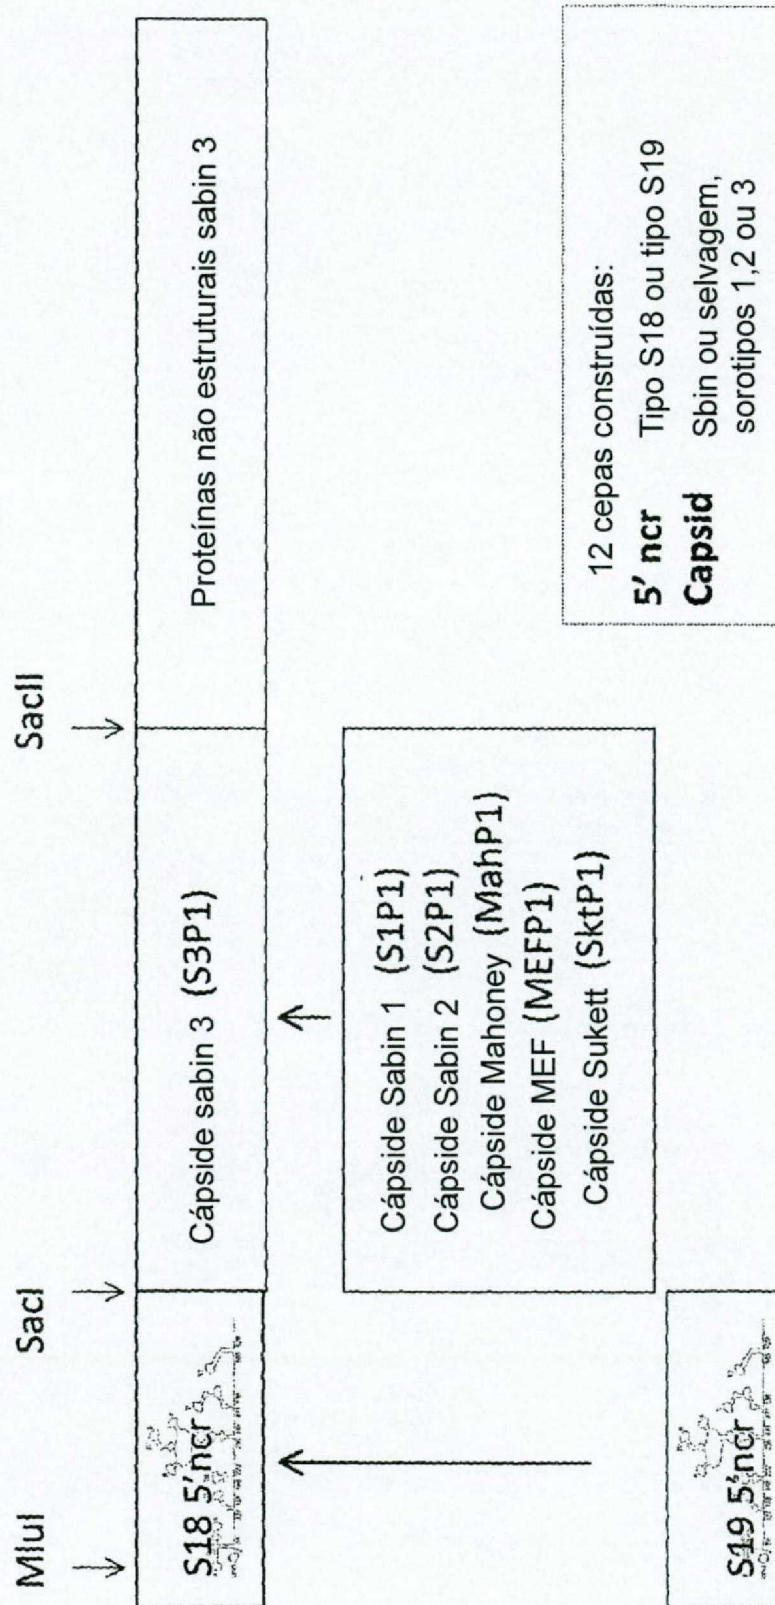 MluI
SacI
SacII
S18 5'ncr
Cápside sabin 3 (S3P1)
Proteínas não estruturais sabin 3
Cápside Sabin 1 (S1P1)
Cápside Sabin 2 (S2P1)
Cápside Mahoney (MahP1)
Cápside MEF (MEFP1)
Cápside Sukett (SktP1)
S19 5'ncr
12 cepas construídas:
5' ncr Tipo S18 ou tipo S19
Capsid Sbin ou selvagem,
sorotipos 1,2 ou 3